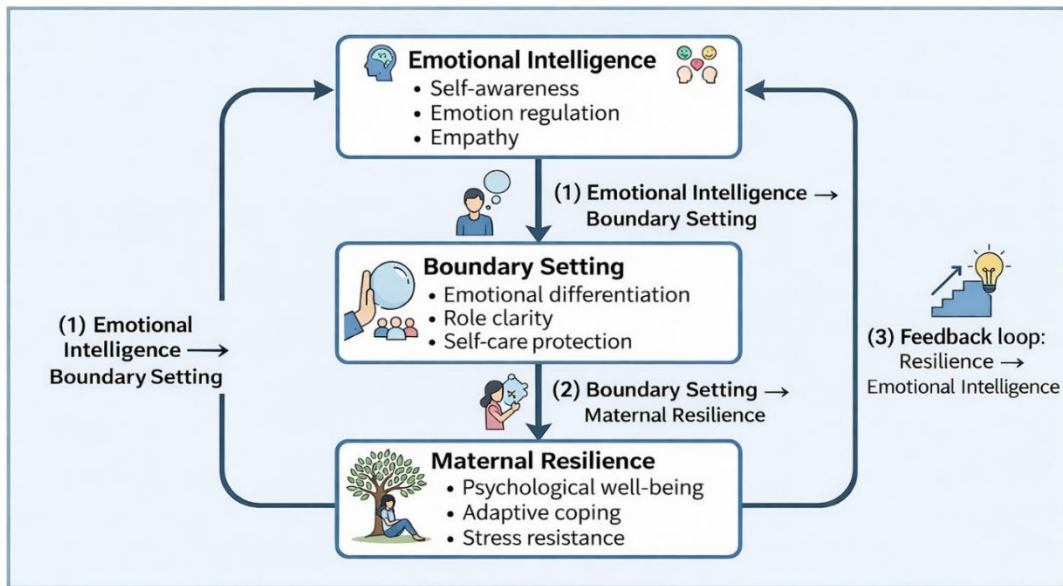 Emotional Intelligence
• Self-awareness
• Emotion regulation
• Empathy
(1) Emotional Intelligence →
Boundary Setting
Boundary Setting
• Emotional differentiation
• Role clarity
• Self-care protection
(1) Emotional
Intelligence →
Boundary Setting
(3) Feedback loop:
Resilience →
Emotional Intelligence
(2) Boundary Setting →
Maternal Resilience
Maternal Resilience
• Psychological well-being
• Adaptive coping
• Stress resistance